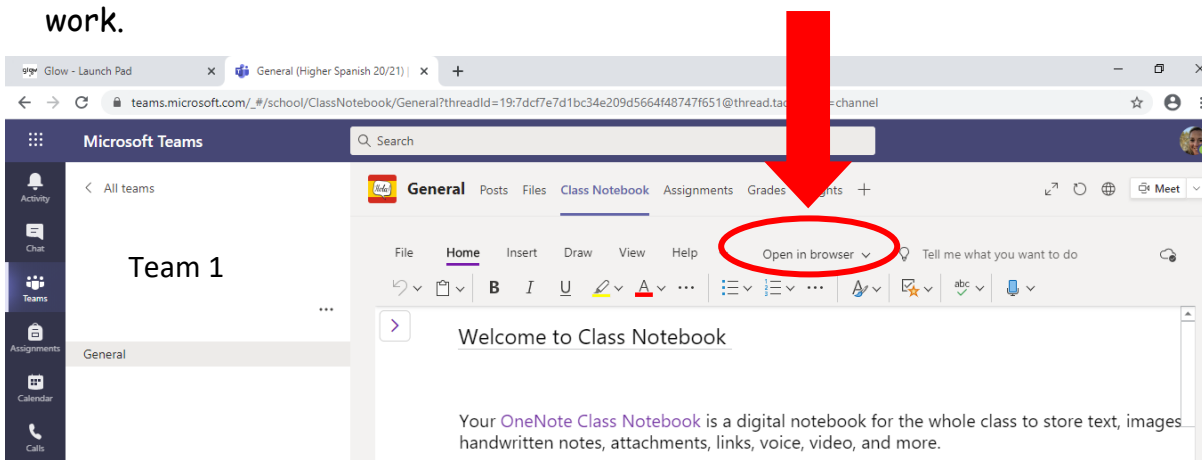 work.
glow Glow - Launch Pad General (Higher Spanish 20/21) |
teams.microsoft.com/_#/school/ClassNotebook/General?threadId=19:7dcf7e7d1bc34e209d5664f48747f651@thread.tac =channel
Microsoft Teams Search
Activity
All teams
Hola! General Posts Files Class Notebook Assignments Grades Meet
Chat
Team 1
File Home Insert Draw View Help Open in browser Tell me what you want to do
Teams
B I U A abc
Assignments
General
Welcome to Class Notebook
Calendar
Calls
Your OneNote Class Notebook is a digital notebook for the whole class to store text, images
handwritten notes, attachments, links, voice, video, and more.